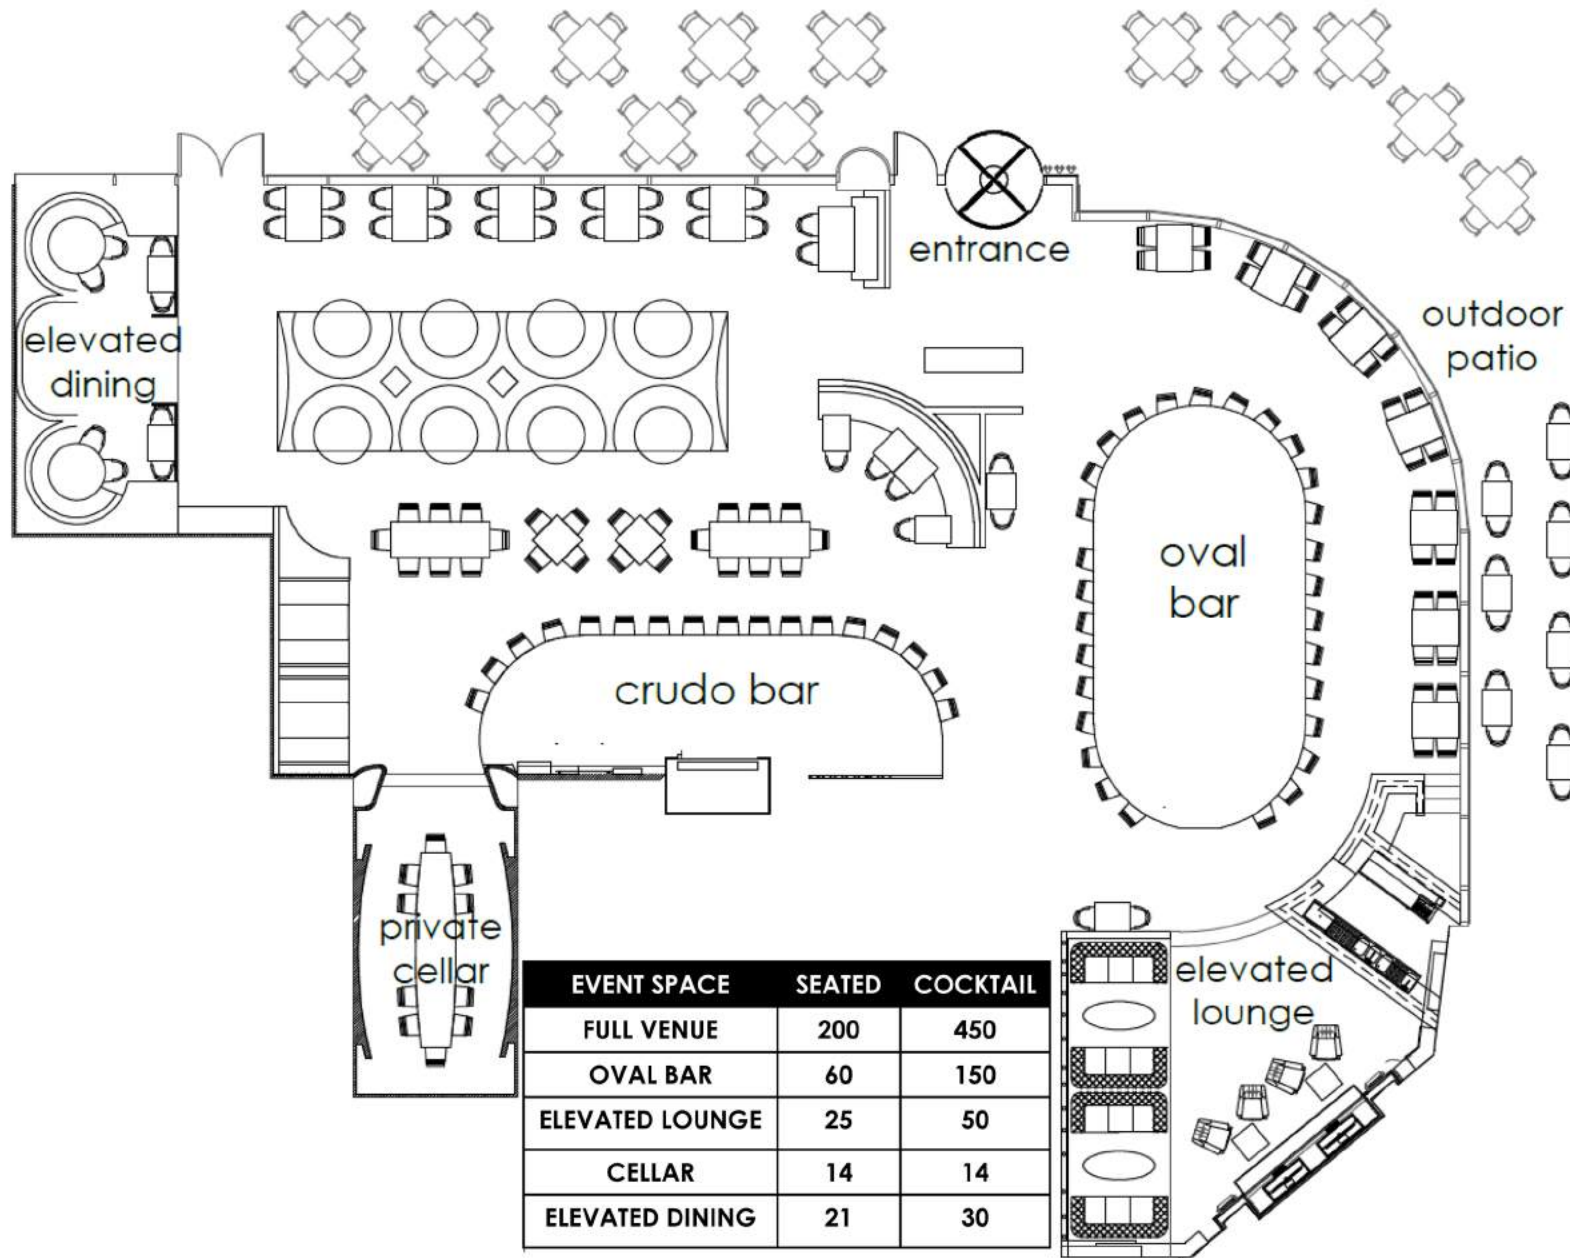 entrance
outdoor
patio
elevated
dining
oval
bar
crudo bar
private
cellar
elevated
lounge
EVENT SPACE SEATED COCKTAIL
FULL VENUE 200 450
OVAL BAR 60 150
ELEVATED LOUNGE 25 50
CELLAR 14 14
ELEVATED DINING 21 30